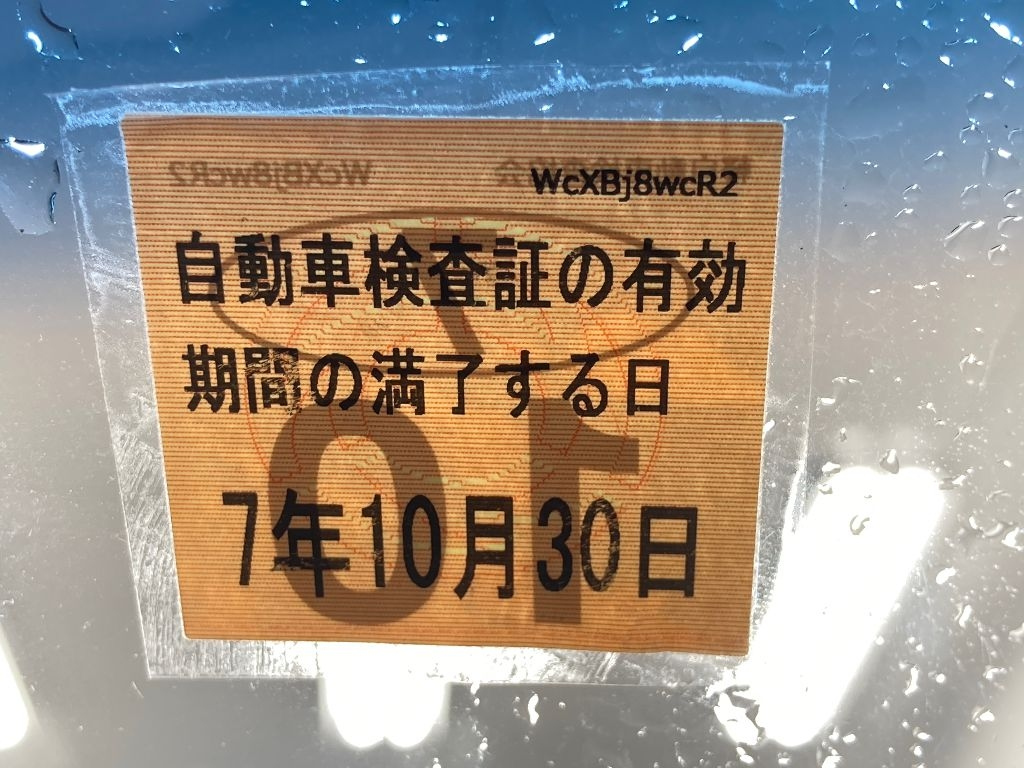 WcXBj8wcR2
自動車検査証の有効
期間の満了する日
7年10月30日